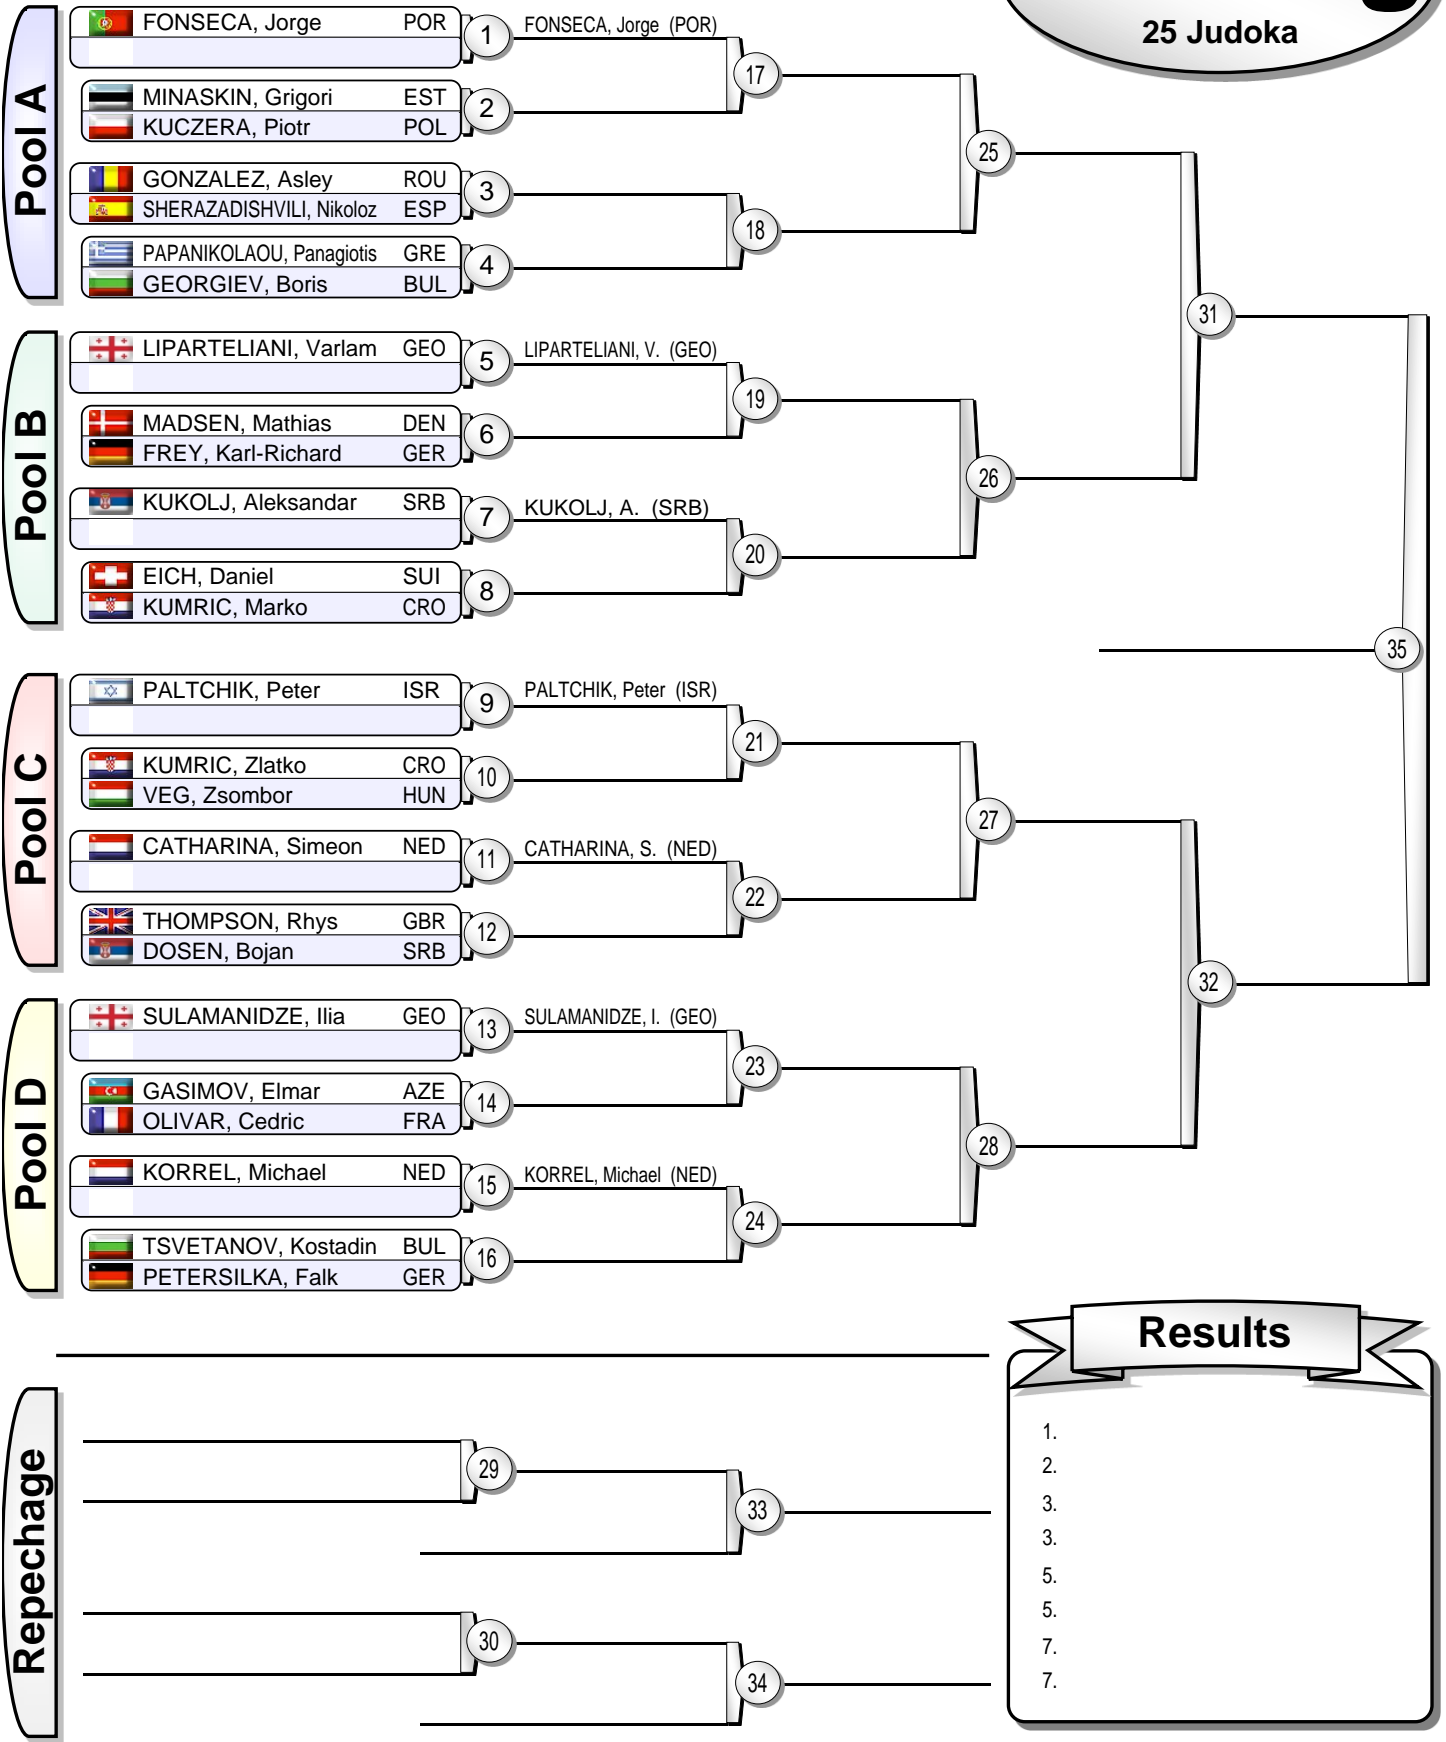 25 Judoka
Pool A
FONSECA, Jorge POR
1
FONSECA, Jorge (POR)
17
MINASKIN, Grigori EST
KUCZERA, Piotr POL
2
25
GONZALEZ, Asley ROU
SHERAZADISHVILI, Nikoloz ESP
3
18
PAPANIKOLAOU, Panagiotis GRE
GEORGIEV, Boris BUL
4
31
Pool B
LIPARTELIANI, Varlam GEO
5
LIPARTELIANI, V. (GEO)
19
MADSEN, Mathias DEN
FREY, Karl-Richard GER
6
26
KUKOLJ, Aleksandar SRB
7
KUKOLJ, A. (SRB)
20
EICH, Daniel SUI
KUMRIC, Marko CRO
8
35
Pool C
PALTCHIK, Peter ISR
9
PALTCHIK, Peter (ISR)
21
KUMRIC, Zlatko CRO
VEG, Zsombor HUN
10
27
CATHARINA, Simeon NED
11
CATHARINA, S. (NED)
22
THOMPSON, Rhys GBR
DOSEN, Bojan SRB
12
32
Pool D
SULAMANIDZE, Ilia GEO
13
SULAMANIDZE, I. (GEO)
23
GASIMOV, Elmar AZE
OLIVAR, Cedric FRA
14
28
KORREL, Michael NED
15
KORREL, Michael (NED)
24
TSVETANOV, Kostadin BUL
PETERSILKA, Falk GER
16
Repechage
29
33
30
34
Results
1.
2.
3.
3.
5.
5.
7.
7.